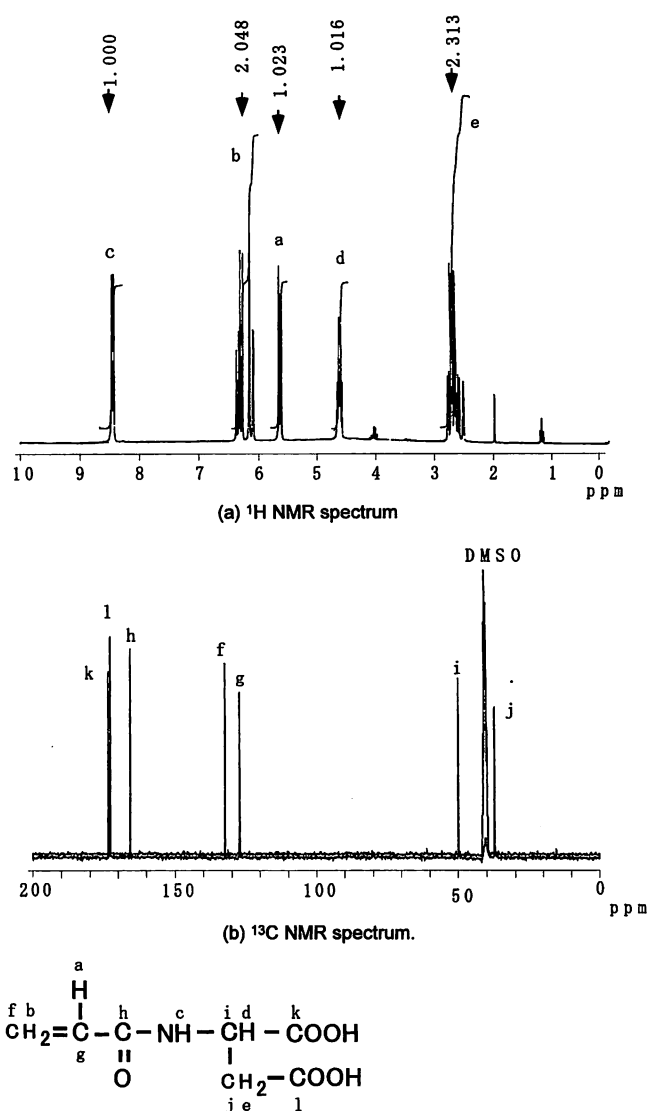 1.000
2.048
1.023
1.016
2.313
e
b
a
c
d
10 9 8 7 6 5 4 3 2 1 0
ppm
(a) ¹H NMR spectrum
DMSO
l
h
k
f
g
i
j
200 150 100 50 0
ppm
(b) ¹³C NMR spectrum.
a
H
f b h c i d k
CH₂=C-C-NH-CH-COOH
g
O CH₂-COOH
j e l